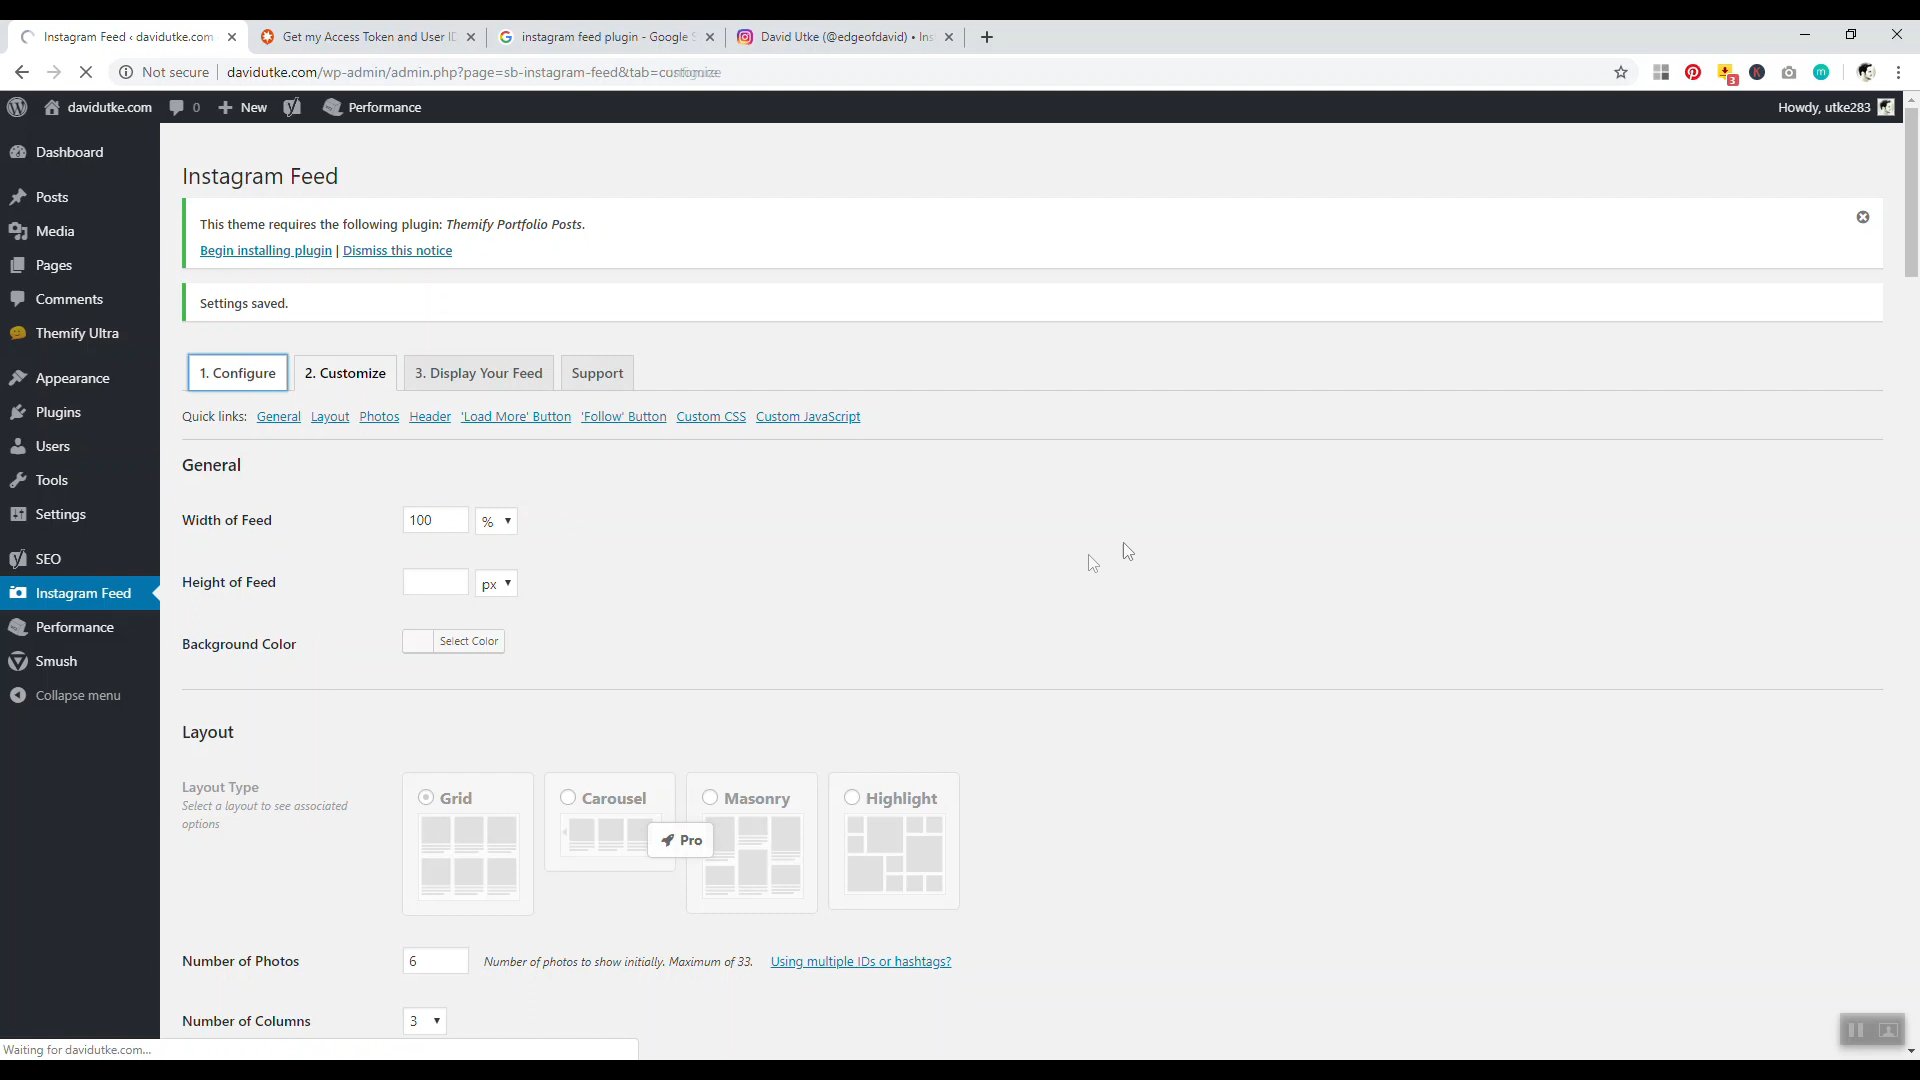 Instagram Feed ‹ davidutke.com
Get my Access Token and User ID
instagram feed plugin - Google S
David Utke (@edgeofdavid) • Ins
Not secure
davidutke.com/wp-admin/admin.php?page=sb-instagram-feed&tab=customize
3
davidutke.com
0
New
Performance
Howdy, utke283
Dashboard
Posts
Media
Pages
Comments
Themify Ultra
Appearance
Plugins
Users
Tools
Settings
SEO
Instagram Feed
Performance
Smush
Collapse menu
Instagram Feed
This theme requires the following plugin: Themify Portfolio Posts.
Begin installing plugin | Dismiss this notice
Settings saved.
1. Configure
2. Customize
3. Display Your Feed
Support
Quick links: General Layout Photos Header 'Load More' Button 'Follow' Button Custom CSS Custom JavaScript
General
Width of Feed
100
%
Height of Feed
px
Background Color
Select Color
Layout
Layout Type
Select a layout to see associated
options
Grid
Carousel
Masonry
Highlight
Pro
Number of Photos
6
Number of photos to show initially. Maximum of 33.
Using multiple IDs or hashtags?
Number of Columns
3
Waiting for davidutke.com...